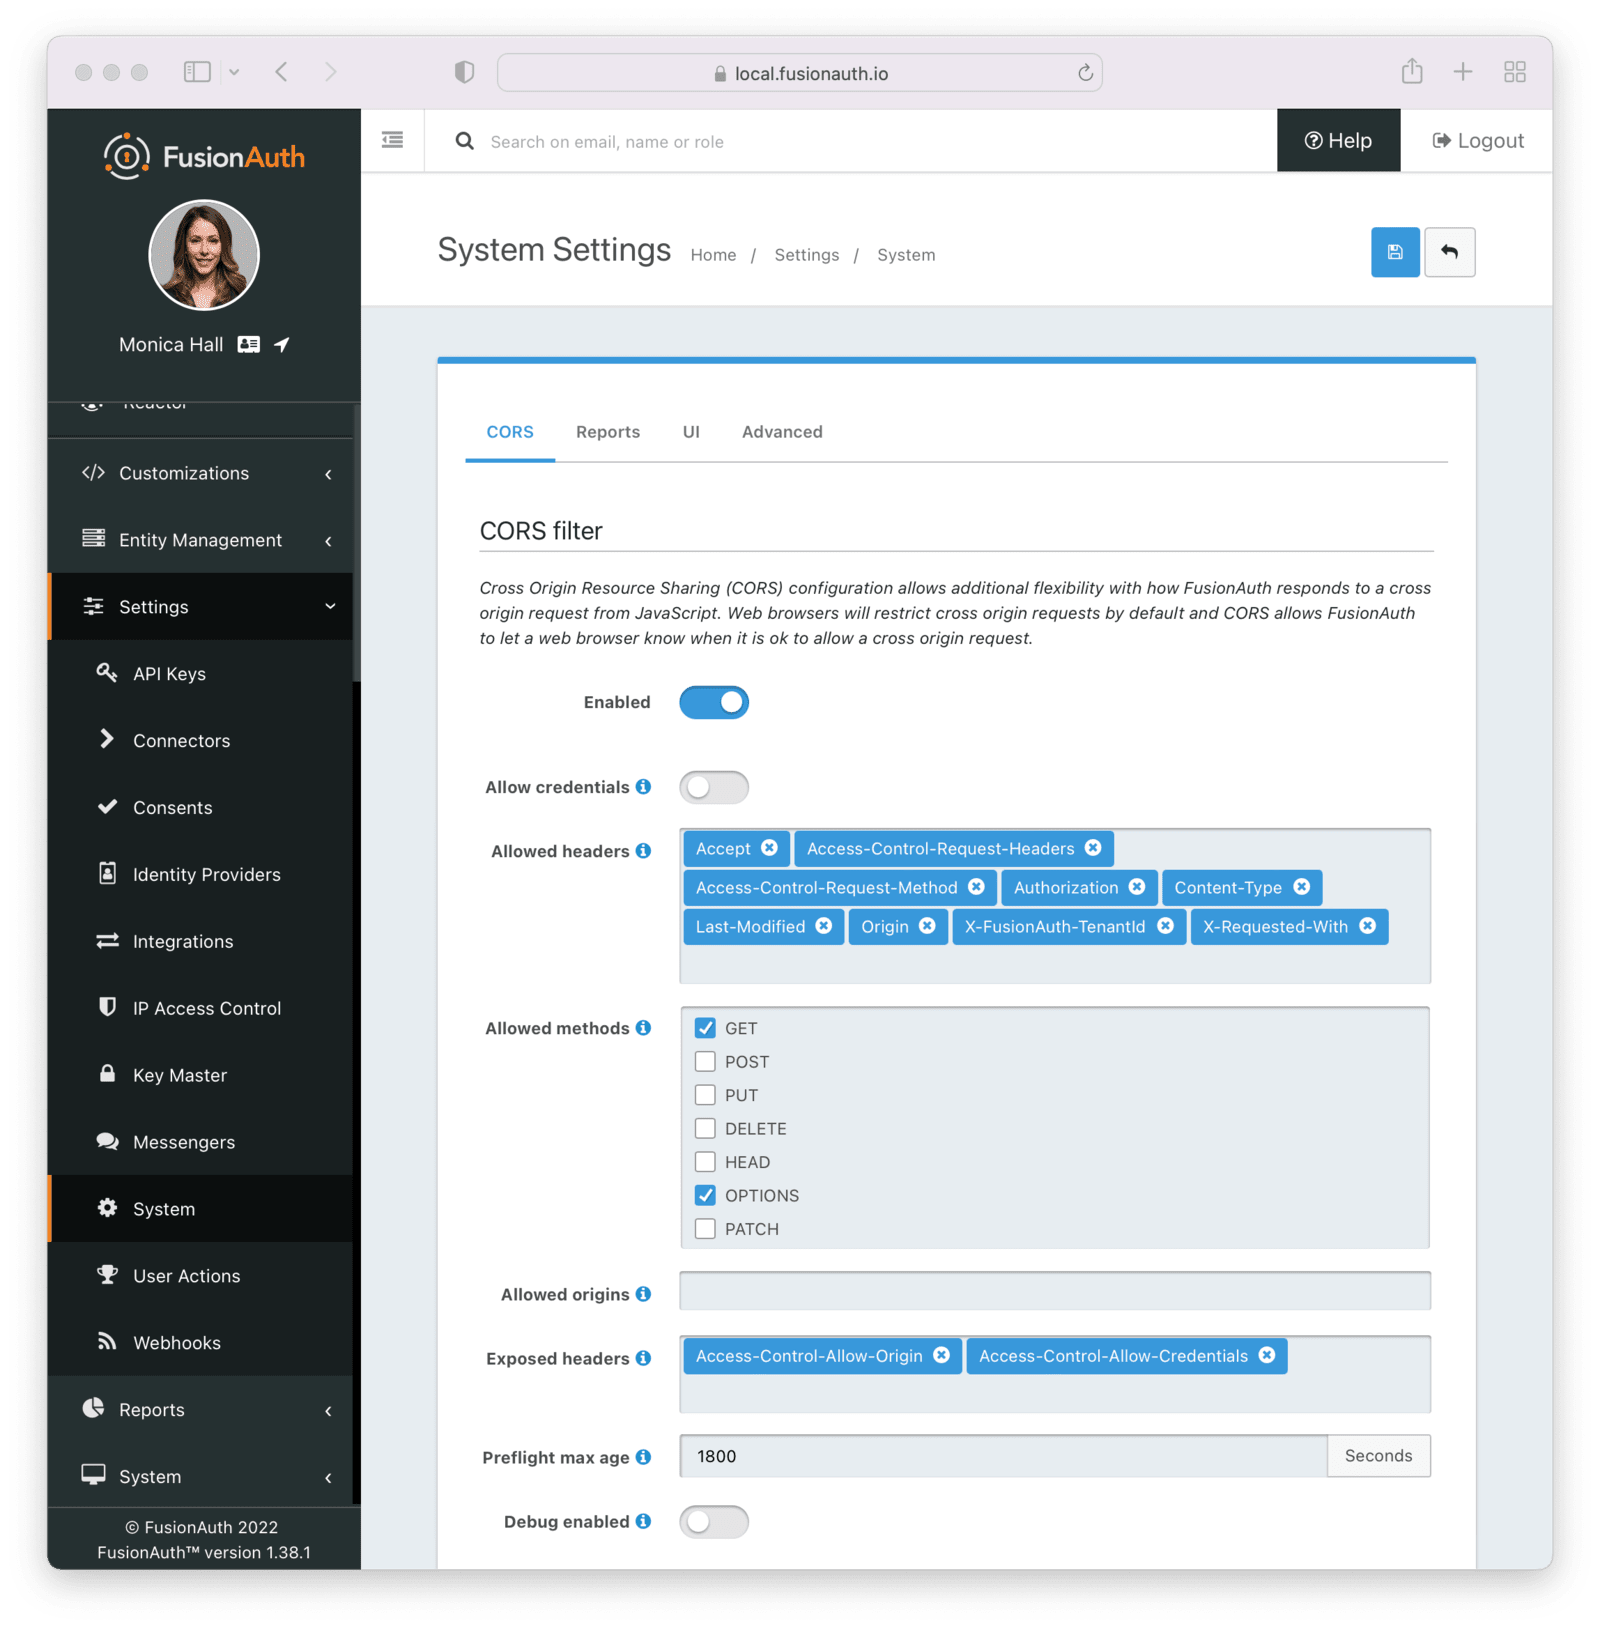 local.fusionauth.io
FusionAuth
Search on email, name or role
Help
Logout
Monica Hall
System Settings
Home / Settings / System
Reactor
Customizations
Entity Management
Settings
API Keys
Connectors
Consents
Identity Providers
Integrations
IP Access Control
Key Master
Messengers
System
User Actions
Webhooks
Reports
System
© FusionAuth 2022
FusionAuth™ version 1.38.1
CORS Reports UI Advanced
CORS filter
Cross Origin Resource Sharing (CORS) configuration allows additional flexibility with how FusionAuth responds to a cross
origin request from JavaScript. Web browsers will restrict cross origin requests by default and CORS allows FusionAuth
to let a web browser know when it is ok to allow a cross origin request.
Enabled
Allow credentials
Allowed headers
Accept Access-Control-Request-Headers
Access-Control-Request-Method Authorization Content-Type
Last-Modified Origin X-FusionAuth-TenantId X-Requested-With
Allowed methods
GET
POST
PUT
DELETE
HEAD
OPTIONS
PATCH
Allowed origins
Exposed headers
Access-Control-Allow-Origin Access-Control-Allow-Credentials
Preflight max age
1800 Seconds
Debug enabled